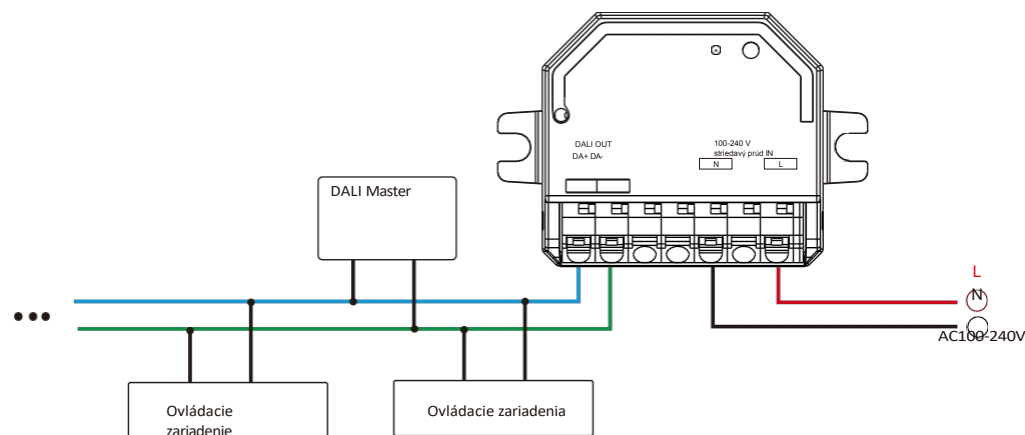 DALI OUT
DA+ DA-
100-240 V
striedavý prúd IN
N
L
DALI Master
L
N
AC100-240V
Ovládacie
zariadenie
Ovládacie zariadenia